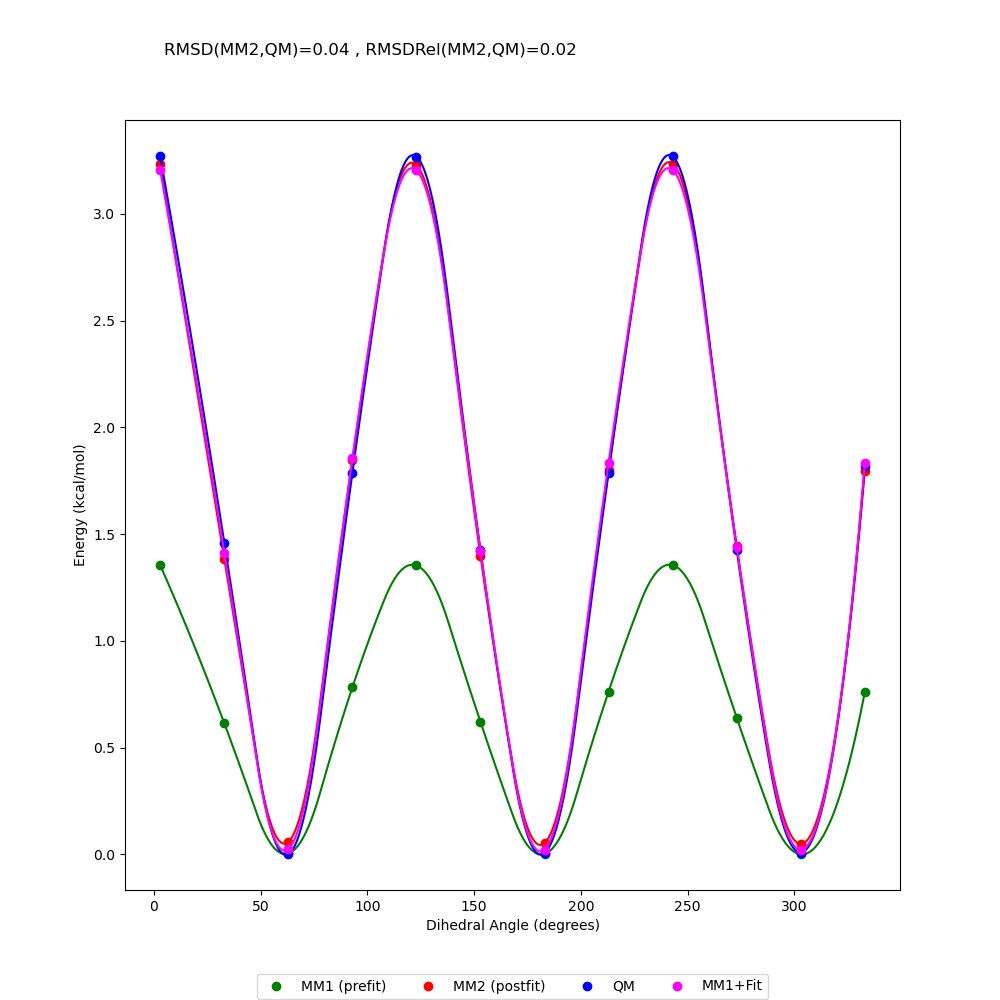 RMSD(MM2,QM)=0.04 , RMSDRel(MM2,QM)=0.02
3.0
2.5
2.0
1.5
1.0
0.5
0.0
Energy (kcal/mol)
0 50 100 150 200 250 300
Dihedral Angle (degrees)
MM1 (prefit) MM2 (postfit) QM MM1+Fit